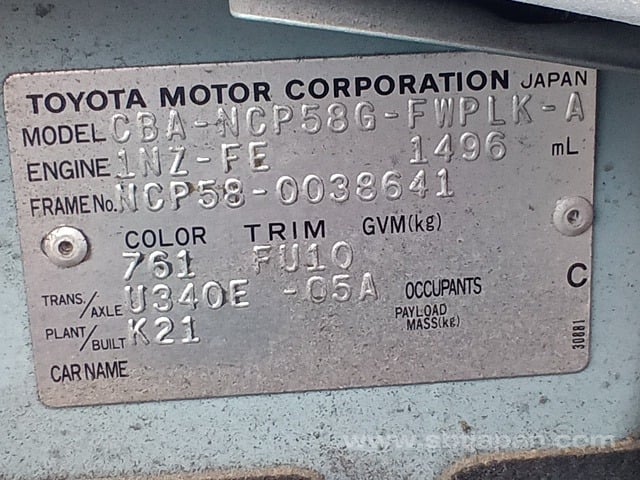 TOYOTA MOTOR CORPORATION JAPAN
MODEL CBA-NCP58G-FWPLK-A
ENGINE 1NZ-FE 1496 mL
FRAME No. NCP58-0038641
COLOR TRIM GVM(kg)
761 FU10 C
TRANS./AXLE U340E -05A OCCUPANTS
PLANT/BUILT K21 PAYLOAD MASS(kg)
CAR NAME
30881
www.sbtjapan.com